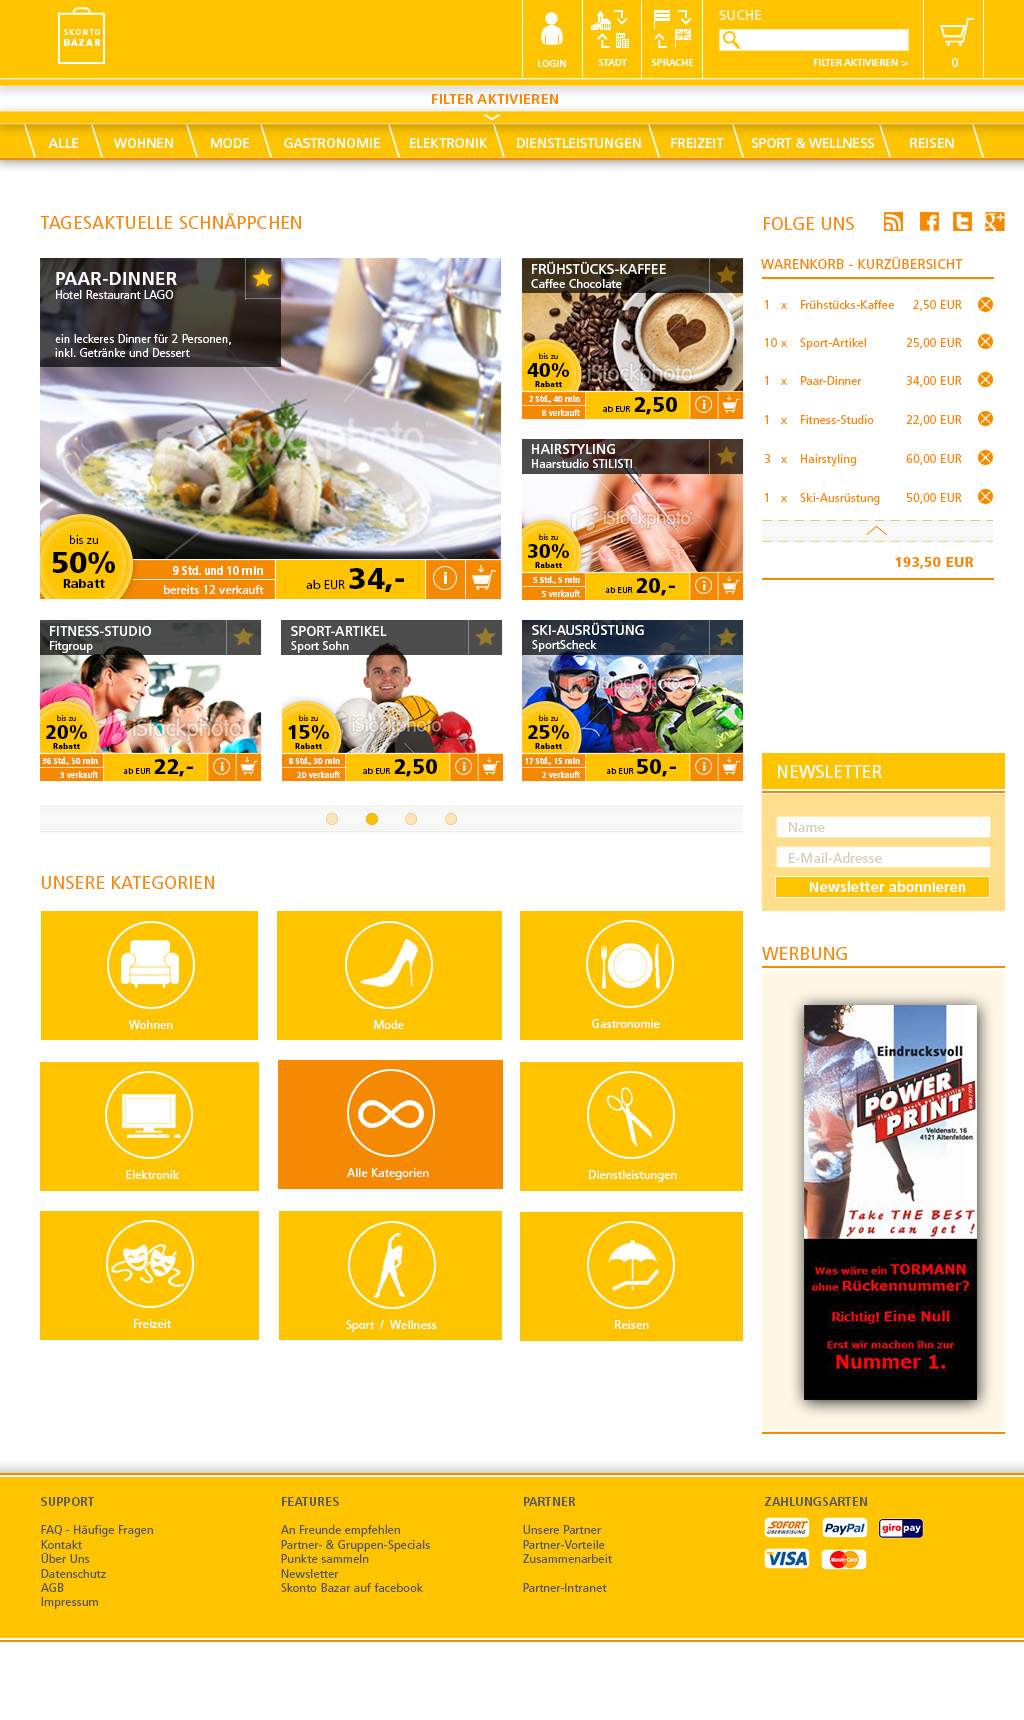 SKONTO
BAZAR
LOGIN
STADT
SPRACHE
SUCHE
FILTER AKTIVIEREN >
0
FILTER AKTIVIEREN
ALLE
WOHNEN
MODE
GASTRONOMIE
ELEKTRONIK
DIENSTLEISTUNGEN
FREIZEIT
SPORT & WELLNESS
REISEN
TAGESAKTUELLE SCHNÄPPCHEN
PAAR-DINNER
Hotel Restaurant LAGO
ein leckeres Dinner für 2 Personen,
inkl. Getränke und Dessert
iStockphoto
bis zu
50%
Rabatt
9 Std. und 10 min
bereits 12 verkauft
ab EUR 34,-
FRÜHSTÜCKS-KAFFEE
Caffee Chocolate
iStockphoto
bis zu
40%
Rabatt
2 Std., 40 min
8 verkauft
ab EUR 2,50
HAIRSTYLING
Haarstudio STILISTI
iStockphoto
bis zu
30%
Rabatt
5 Std., 5 min
5 verkauft
ab EUR 20,-
FITNESS-STUDIO
Fitgroup
iStockphoto
bis zu
20%
Rabatt
36 Std., 50 min
3 verkauft
ab EUR 22,-
SPORT-ARTIKEL
Sport Sohn
iStockphoto
bis zu
15%
Rabatt
8 Std., 30 min
20 verkauft
ab EUR 2,50
SKI-AUSRÜSTUNG
SportScheck
iStockphoto
bis zu
25%
Rabatt
17 Std., 15 min
2 verkauft
ab EUR 50,-
FOLGE UNS
WARENKORB - KURZÜBERSICHT
1 x Frühstücks-Kaffee 2,50 EUR
10 x Sport-Artikel 25,00 EUR
1 x Paar-Dinner 34,00 EUR
1 x Fitness-Studio 22,00 EUR
3 x Hairstyling 60,00 EUR
1 x Ski-Ausrüstung 50,00 EUR
193,50 EUR
NEWSLETTER
Name
E-Mail-Adresse
Newsletter abonnieren
UNSERE KATEGORIEN
Wohnen
Mode
Gastronomie
Elektronik
Alle Kategorien
Dienstleistungen
Freizeit
Sport / Wellness
Reisen
WERBUNG
Eindrucksvoll
POWER
PRINT
Veldenstr. 16
4121 Altenfelden
Take THE BEST
you can get !
Was wäre ein TORMANN
ohne Rückennummer?
Richtig! Eine Null
Erst wir machen ihn zur
Nummer 1.
SUPPORT
FAQ - Häufige Fragen
Kontakt
Über Uns
Datenschutz
AGB
Impressum
FEATURES
An Freunde empfehlen
Partner- & Gruppen-Specials
Punkte sammeln
Newsletter
Skonto Bazar auf facebook
PARTNER
Unsere Partner
Partner-Vorteile
Zusammenarbeit
Partner-Intranet
ZAHLUNGSARTEN
SOFORT
ÜBERWEISUNG
PayPal
giropay
VISA
MasterCard